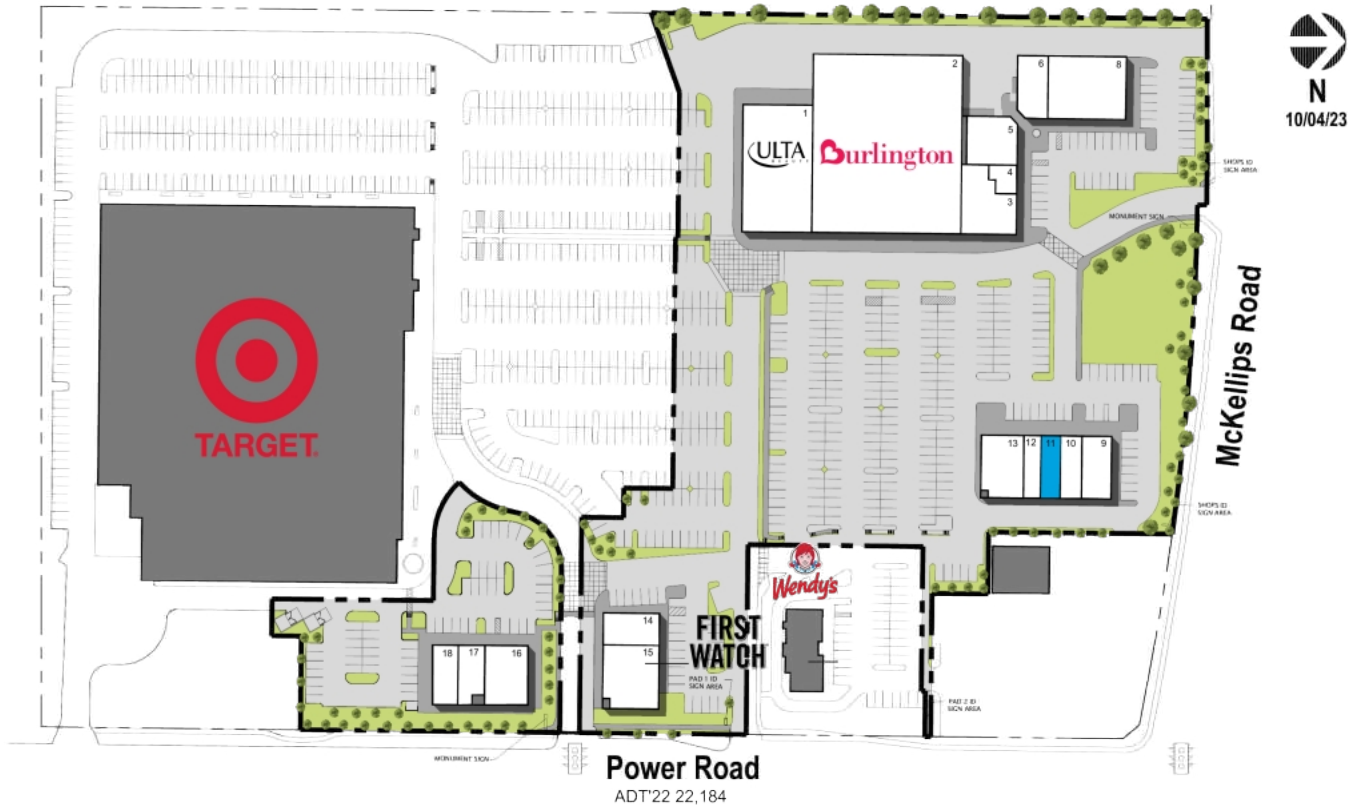 N
10/04/23
2
6
8
1
ULTA
BEAUTY
Burlington
5
4
3
SHOPS ID
SIGN AREA
MONUMENT SIGN
McKellips Road
TARGET
13
12
11
10
9
SHOPS ID
SIGN AREA
Wendy's
14
FIRST
WATCH
15
PAD 1 ID
SIGN AREA
18
17
16
PAD 2 ID
SIGN AREA
MONUMENT SIGN
Power Road
ADT'22 22,184